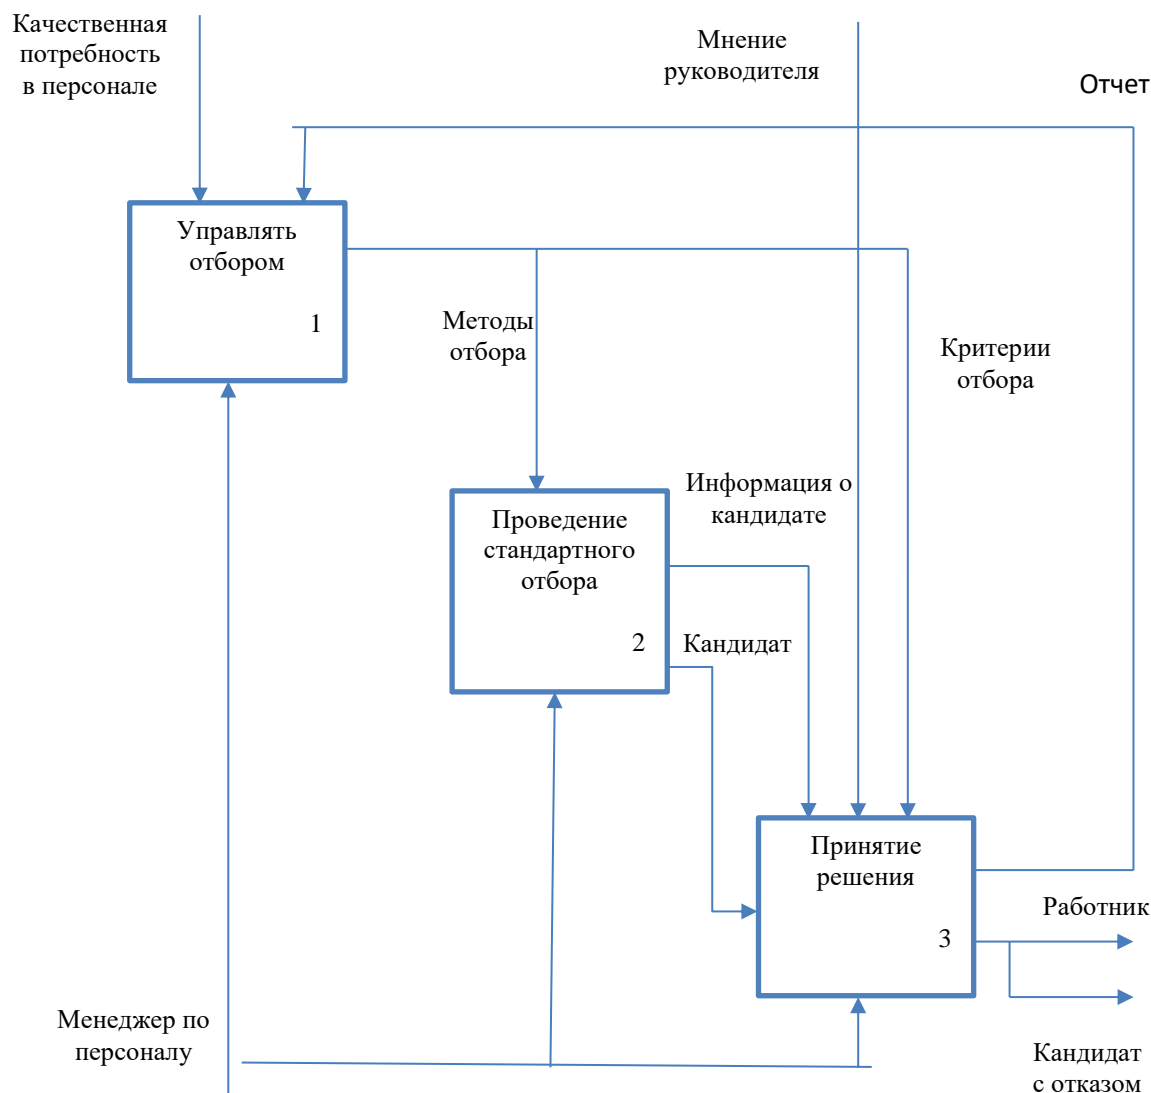 Качественная
потребность
в персонале
Мнение
руководителя
Отчет
Управлять
отбором
1
Методы
отбора
Критерии
отбора
Информация о
кандидате
Проведение
стандартного
отбора
2
Кандидат
Принятие
решения
3
Работник
Менеджер по
персоналу
Кандидат
с отказом